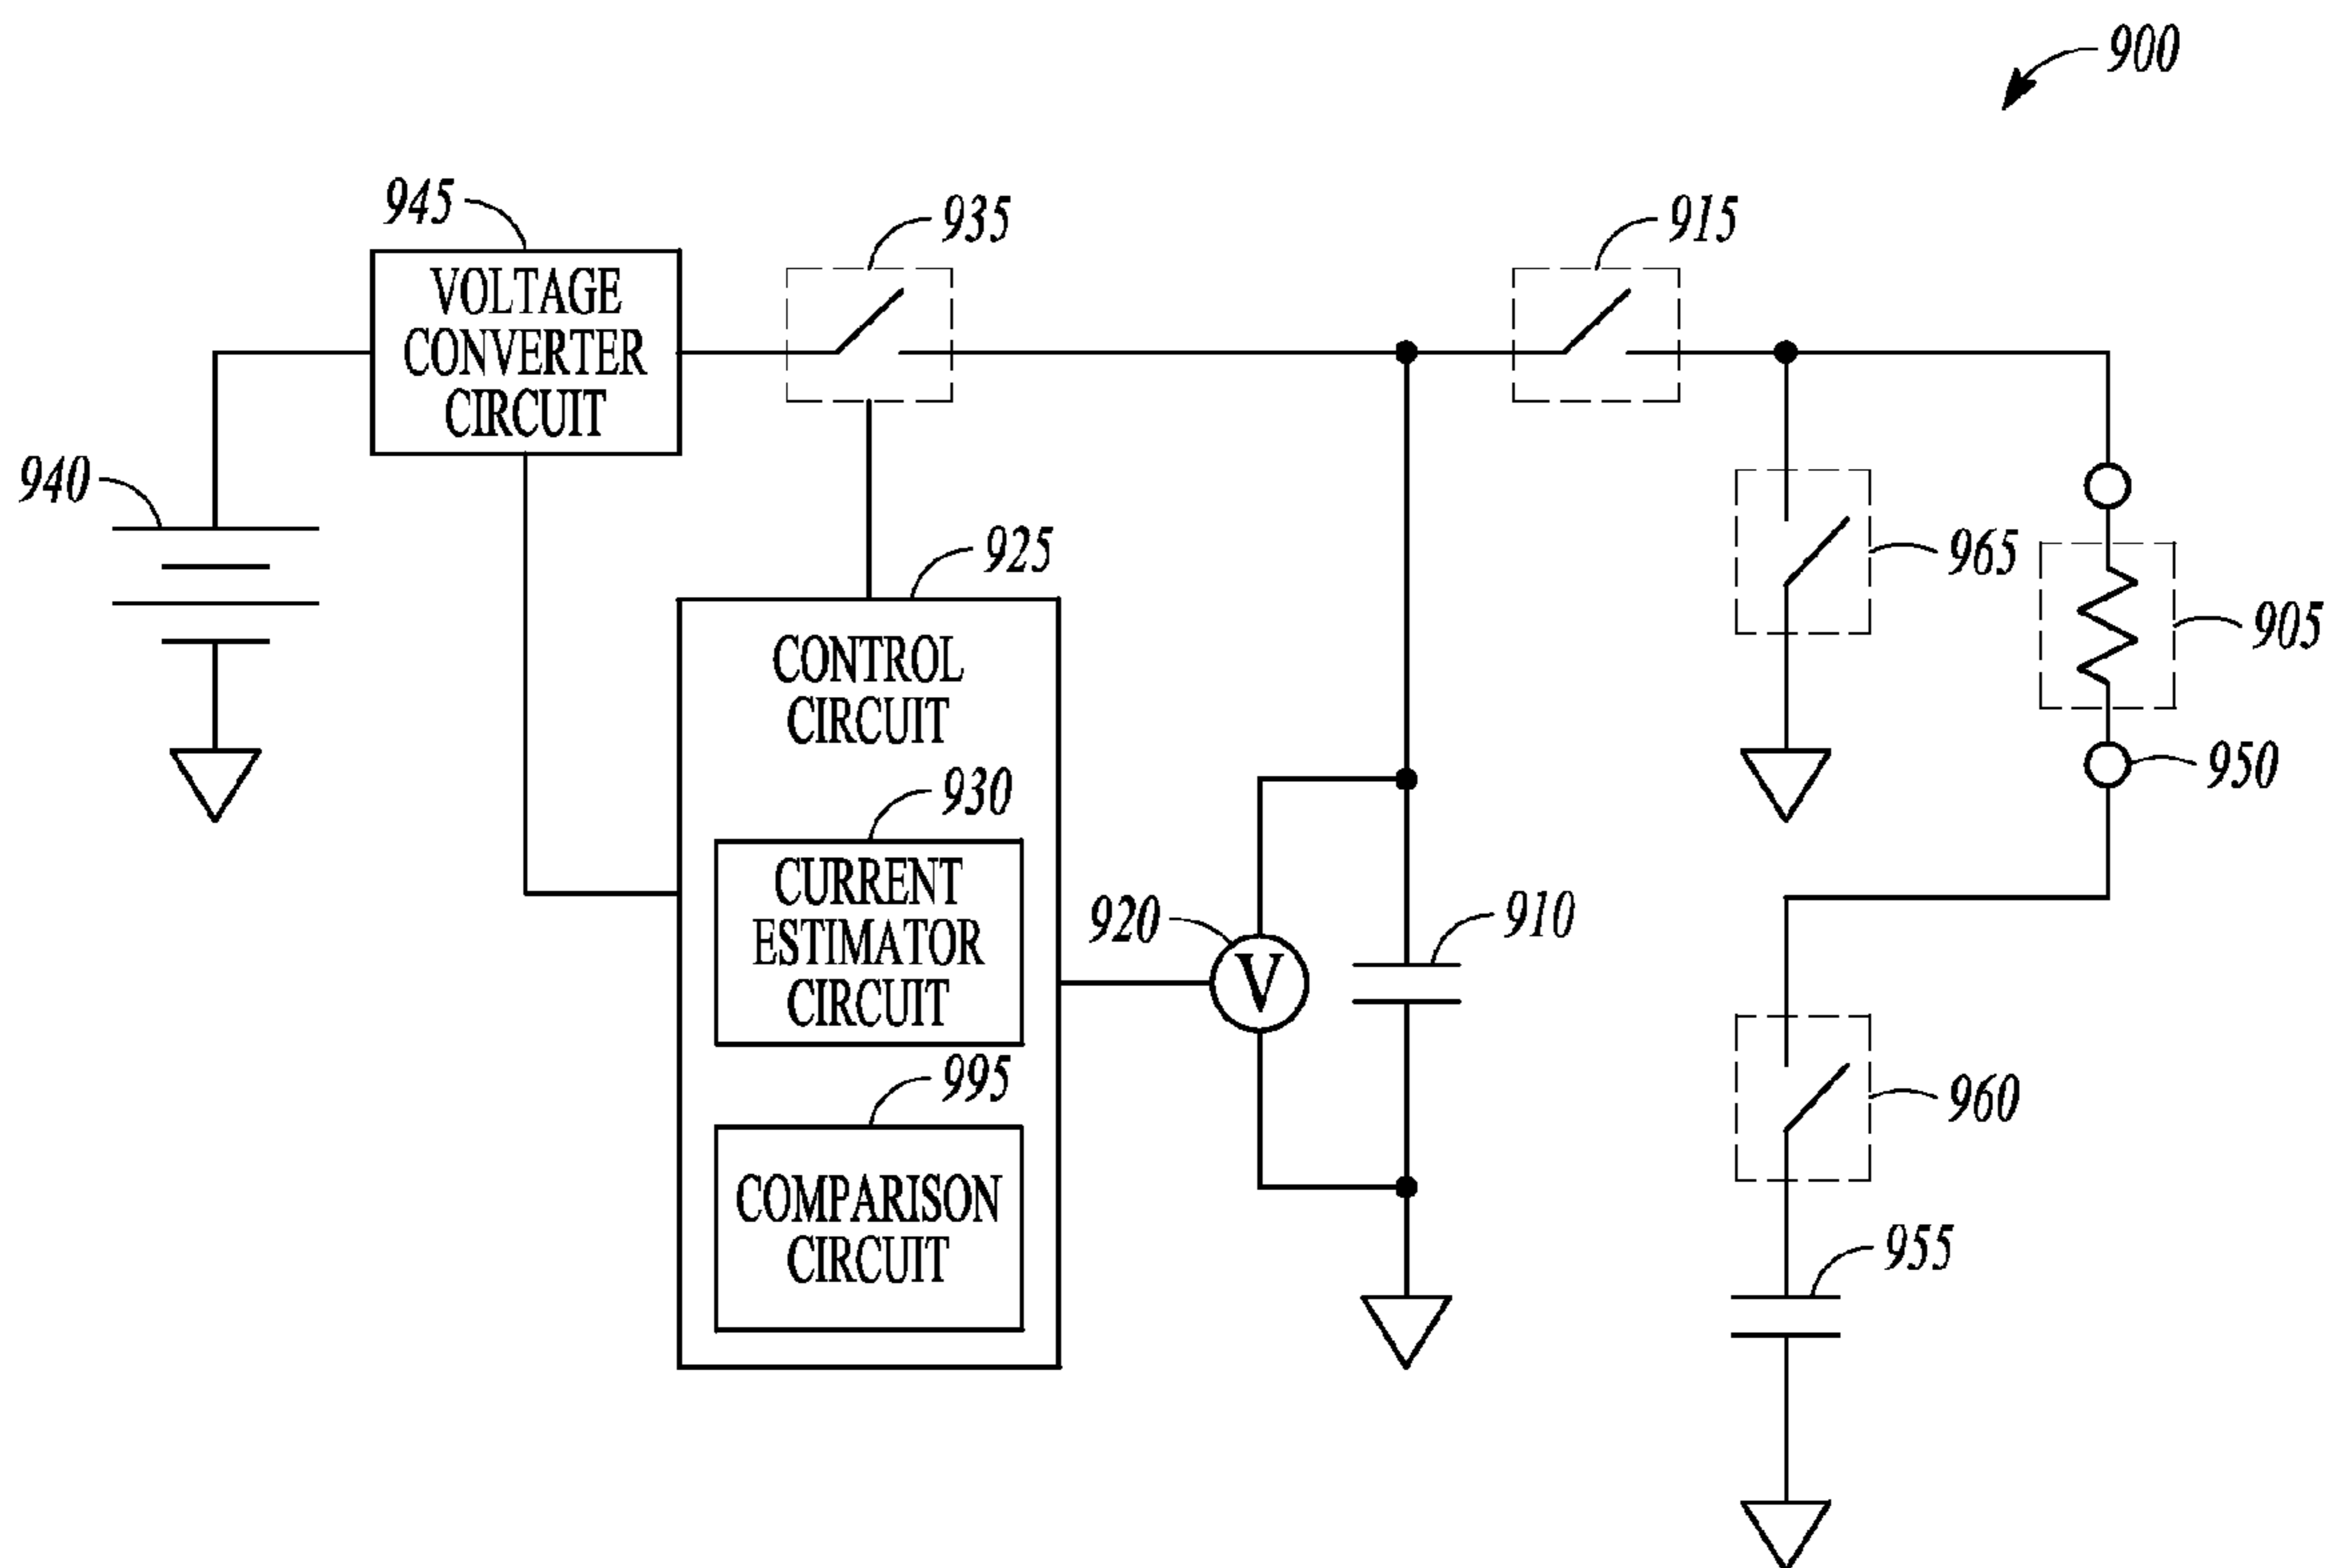 900
945
935
915
VOLTAGE
CONVERTER
CIRCUIT
940
925
965
905
CONTROL
CIRCUIT
950
930
CURRENT
ESTIMATOR
CIRCUIT
920
V
910
995
960
COMPARISON
CIRCUIT
955